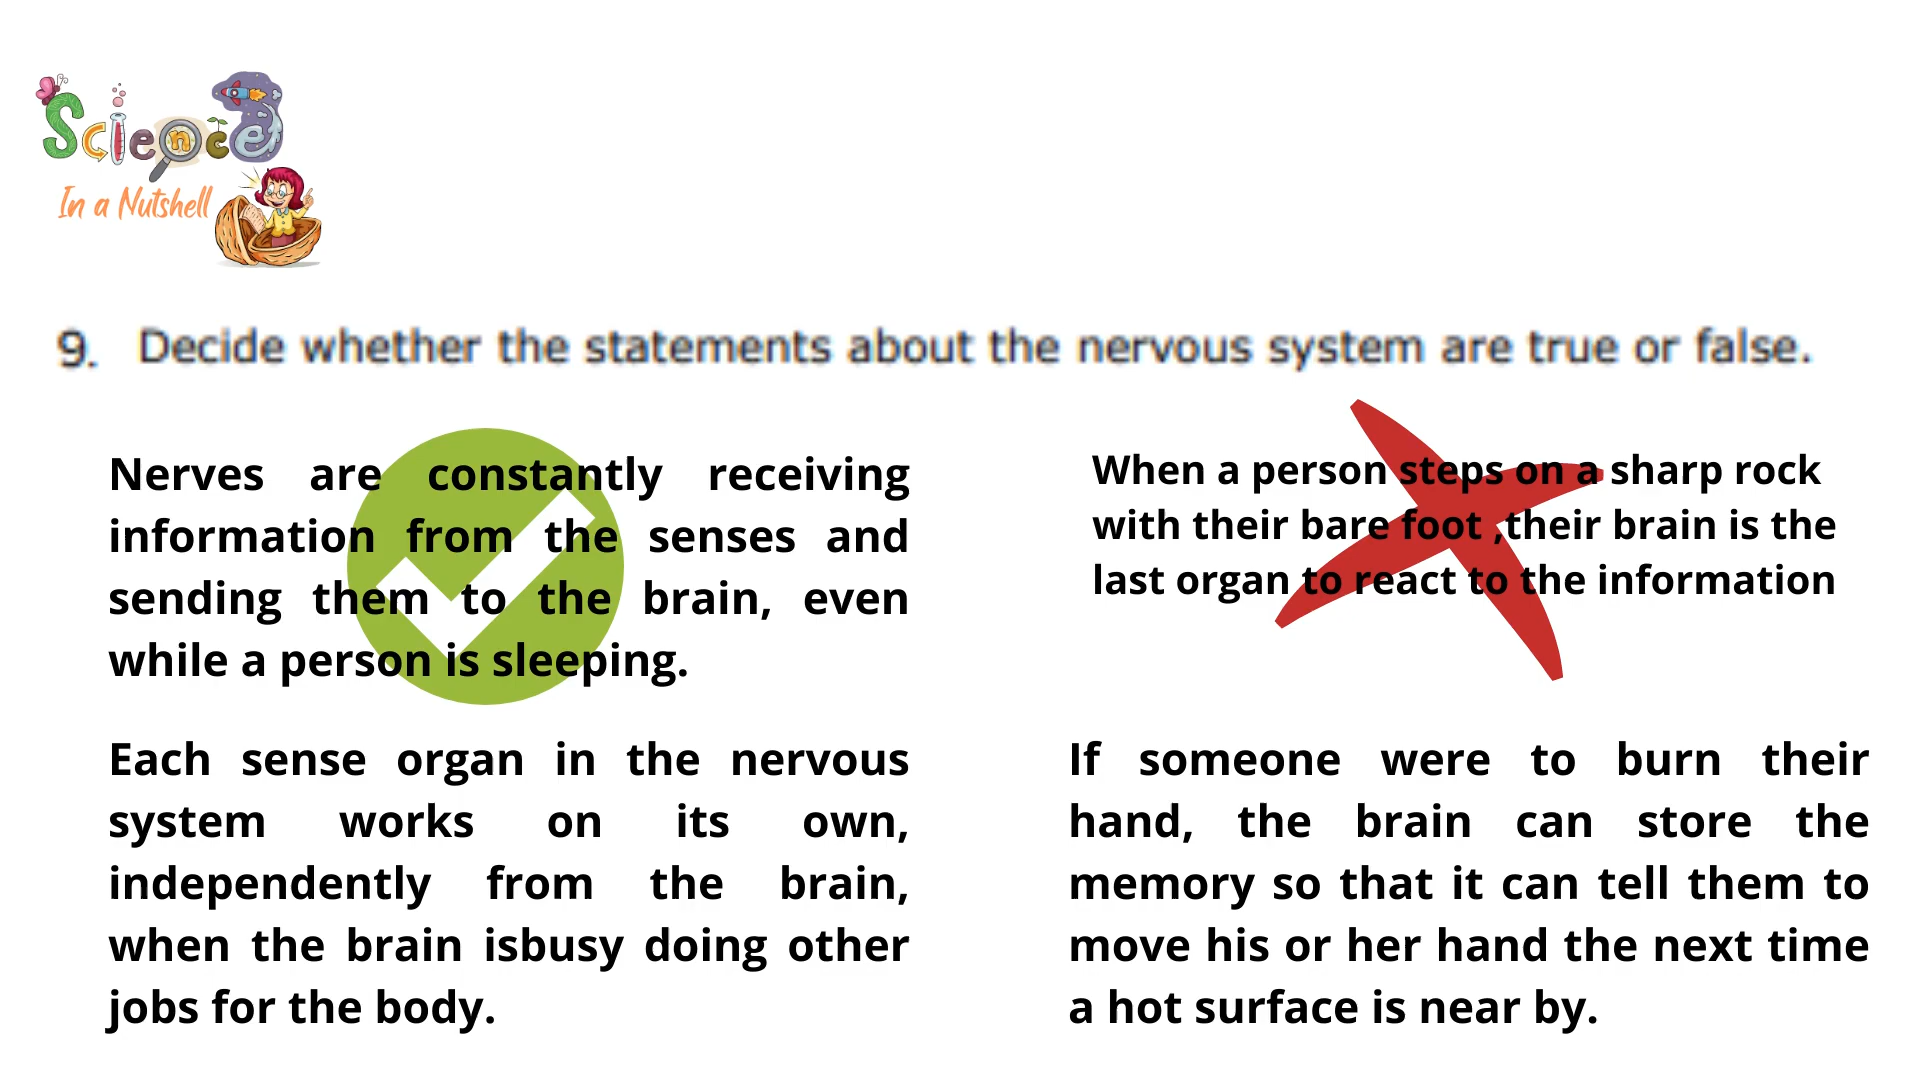 Science
In a Nutshell
9. Decide whether the statements about the nervous system are true or false.
Nerves are constantly receiving
information from the senses and
sending them to the brain, even
while a person is sleeping.
When a person steps on a sharp rock
with their bare foot ,their brain is the
last organ to react to the information
Each sense organ in the nervous
system works on its own,
independently from the brain,
when the brain isbusy doing other
jobs for the body.
If someone were to burn their
hand, the brain can store the
memory so that it can tell them to
move his or her hand the next time
a hot surface is near by.